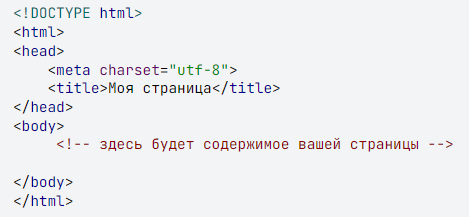 <!DOCTYPE html>
<html>
<head>
    <meta charset="utf-8">
    <title>Моя страница</title>
</head>
<body>
     <!-- здесь будет содержимое вашей страницы -->

</body>
</html>